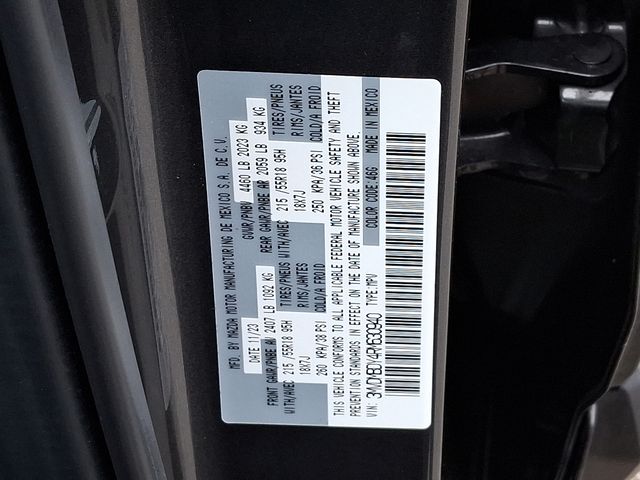 MFD. BY MAZDA MOTOR MANUFACTURING DE MEXICO S.A. DE C.V.
DATE 11/23 GVWR/PNBV 4460 LB 2023 KG
FRONT GAWR/PNBE AV 2407 LB 1092 KG REAR GAWR/PNBE AR 2059 LB 934 KG
WITH/AVEC 215 /55R18 95H TIRES/PNEUS WITH/AVEC 215 /55R18 95H TIRES/PNEUS
18X7J RIMS/JANTES 18X7J RIMS/JANTES
260 KPA/38 PSI COLD/A FROID 250 KPA/36 PSI COLD/A FROID
THIS VEHICLE CONFORMS TO ALL APPLICABLE FEDERAL MOTOR VEHICLE SAFETY AND THEFT
PREVENTION STANDARDS IN EFFECT ON THE DATE OF MANUFACTURE SHOWN ABOVE.
VIN: TYPE:MPV COLOR CODE:46G MADE IN MEXICO